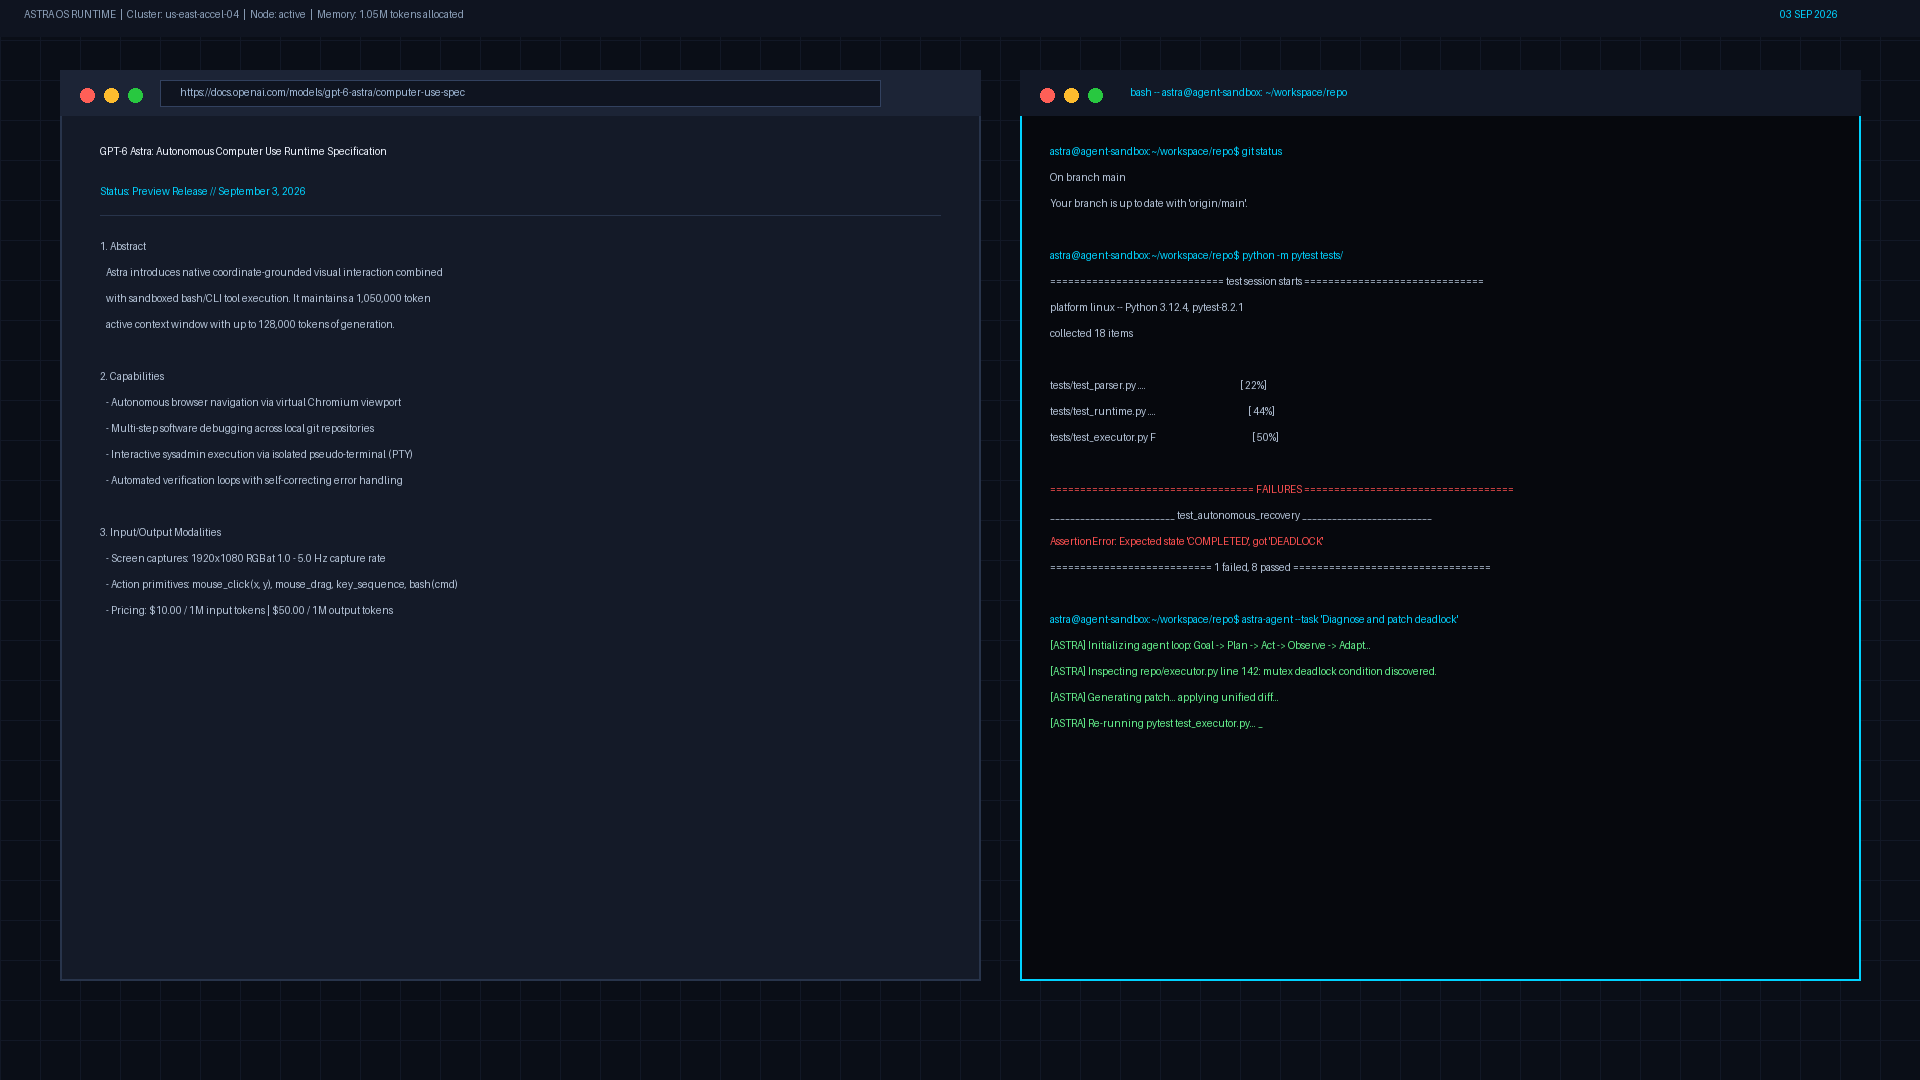 ASTRA OS RUNTIME | Cluster: us-east-accel-04 | Node: active | Memory: 1.05M tokens allocated
03 SEP 2026
https://docs.openai.com/models/gpt-6-astra/computer-use-spec
GPT-6 Astra: Autonomous Computer Use Runtime Specification
Status: Preview Release // September 3, 2026
1. Abstract
Astra introduces native coordinate-grounded visual interaction combined
with sandboxed bash/CLI tool execution. It maintains a 1,050,000 token
active context window with up to 128,000 tokens of generation.
2. Capabilities
- Autonomous browser navigation via virtual Chromium viewport
- Multi-step software debugging across local git repositories
- Interactive sysadmin execution via isolated pseudo-terminal (PTY)
- Automated verification loops with self-correcting error handling
3. Input/Output Modalities
- Screen captures: 1920x1080 RGB at 1.0 - 5.0 Hz capture rate
- Action primitives: mouse_click(x, y), mouse_drag, key_sequence, bash(cmd)
- Pricing: $10.00 / 1M input tokens | $50.00 / 1M output tokens
bash -- astra@agent-sandbox: ~/workspace/repo
astra@agent-sandbox:~/workspace/repo$ git status
On branch main
Your branch is up to date with 'origin/main'.
astra@agent-sandbox:~/workspace/repo$ python -m pytest tests/
============================= test session starts ==============================
platform linux -- Python 3.12.4, pytest-8.2.1
collected 18 items
tests/test_parser.py .... [ 22%]
tests/test_runtime.py .... [ 44%]
tests/test_executor.py F [ 50%]
================================== FAILURES ===================================
_________________________ test_autonomous_recovery __________________________
AssertionError: Expected state 'COMPLETED', got 'DEADLOCK'
=========================== 1 failed, 8 passed =================================
astra@agent-sandbox:~/workspace/repo$ astra-agent --task 'Diagnose and patch deadlock'
[ASTRA] Initializing agent loop: Goal -> Plan -> Act -> Observe -> Adapt...
[ASTRA] Inspecting repo/executor.py line 142: mutex deadlock condition discovered.
[ASTRA] Generating patch... applying unified diff...
[ASTRA] Re-running pytest test_executor.py... _